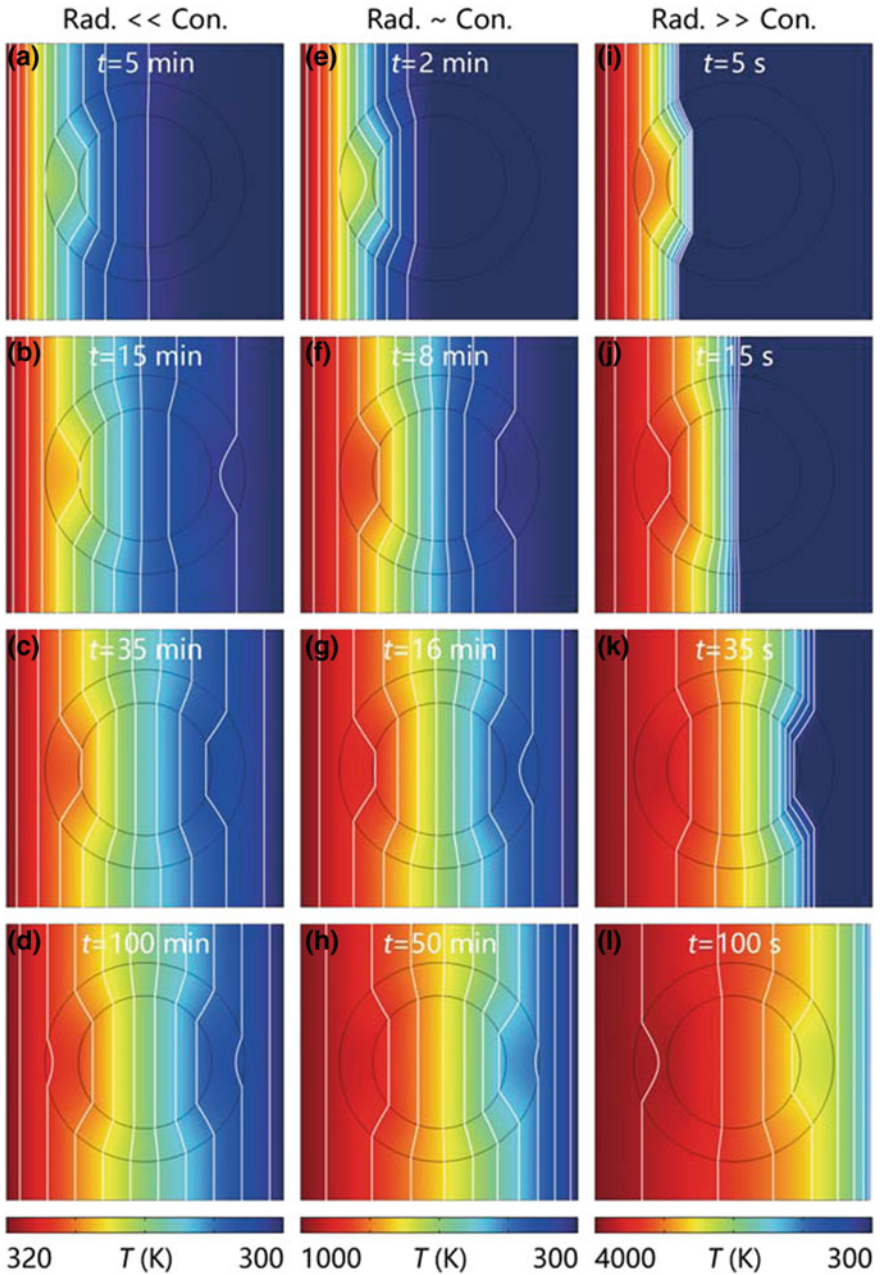 Rad. << Con. Rad. ~ Con. Rad. >> Con.
(a) t=5 min (e) t=2 min (i) t=5 s
(b) t=15 min (f) t=8 min (j) t=15 s
(c) t=35 min (g) t=16 min (k) t=35 s
(d) t=100 min (h) t=50 min (l) t=100 s
320 T (K) 300 1000 T (K) 300 4000 T (K) 300